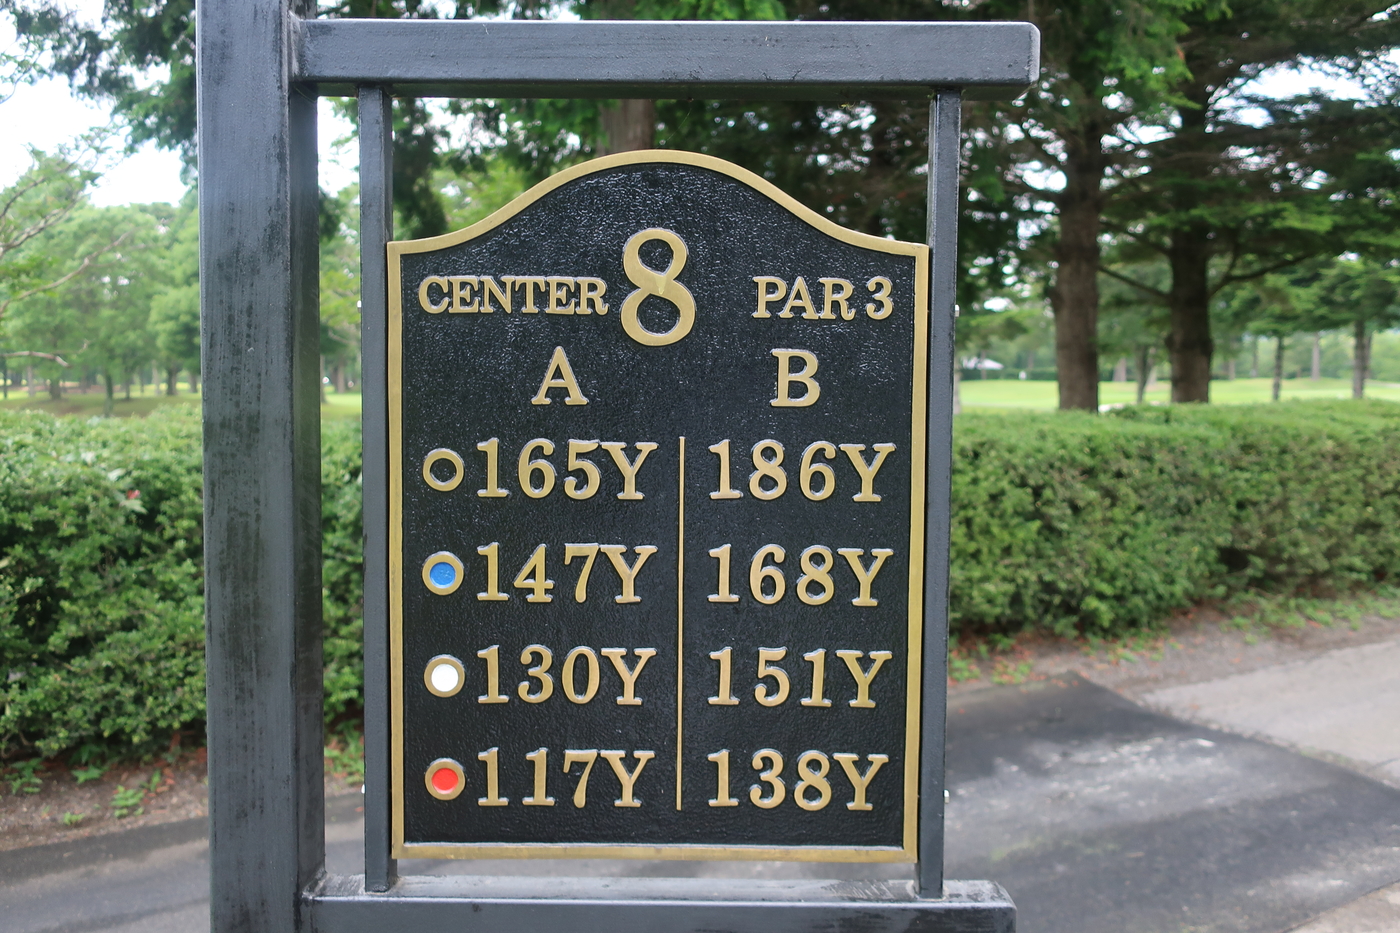 CENTER 8 PAR 3
A B
165Y 186Y
147Y 168Y
130Y 151Y
117Y 138Y